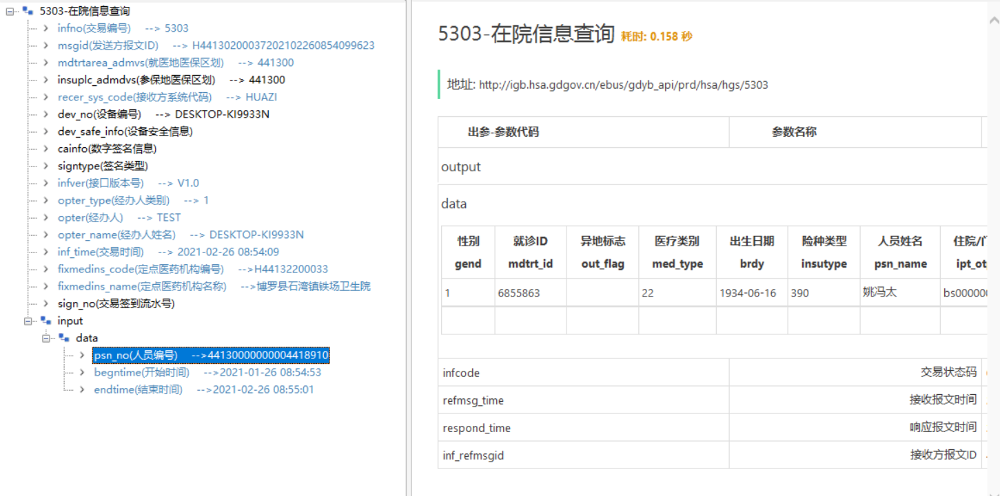 5303-在院信息查询
infno(交易编号) --> 5303
msgid(发送方报文ID) --> H44130200037202102260854099623
mdtrtarea_admvs(就医地医保区划) --> 441300
insuplc_admdvs(参保地医保区划) --> 441300
recer_sys_code(接收方系统代码) --> HUAZI
dev_no(设备编号) --> DESKTOP-KI9933N
dev_safe_info(设备安全信息)
cainfo(数字签名信息)
signtype(签名类型)
infver(接口版本号) --> V1.0
opter_type(经办人类别) --> 1
opter(经办人) --> TEST
opter_name(经办人姓名) --> DESKTOP-KI9933N
inf_time(交易时间) --> 2021-02-26 08:54:09
fixmedins_code(定点医药机构编号) -->H44132200033
fixmedins_name(定点医药机构名称) -->博罗县石湾镇铁场卫生院
sign_no(交易签到流水号)
input
data
psn_no(人员编号) -->44130000000004418910
begntime(开始时间) -->2021-01-26 08:54:53
endtime(结束时间) -->2021-02-26 08:55:01
5303-在院信息查询 耗时: 0.158 秒
地址: http://igb.hsa.gdgov.cn/ebus/gdyb_api/prd/hsa/hgs/5303
出参-参数代码 参数名称
output
data
性别 就诊ID 异地标志 医疗类别 出生日期 险种类型 人员姓名 住院/
gend mdtrt_id out_flag med_type brdy insutype psn_name ipt_ot
1 6855863 22 1934-06-16 390 姚冯太 bs00000
infcode 交易状态码
refmsg_time 接收报文时间
respond_time 响应报文时间
inf_refmsgid 接收方报文ID